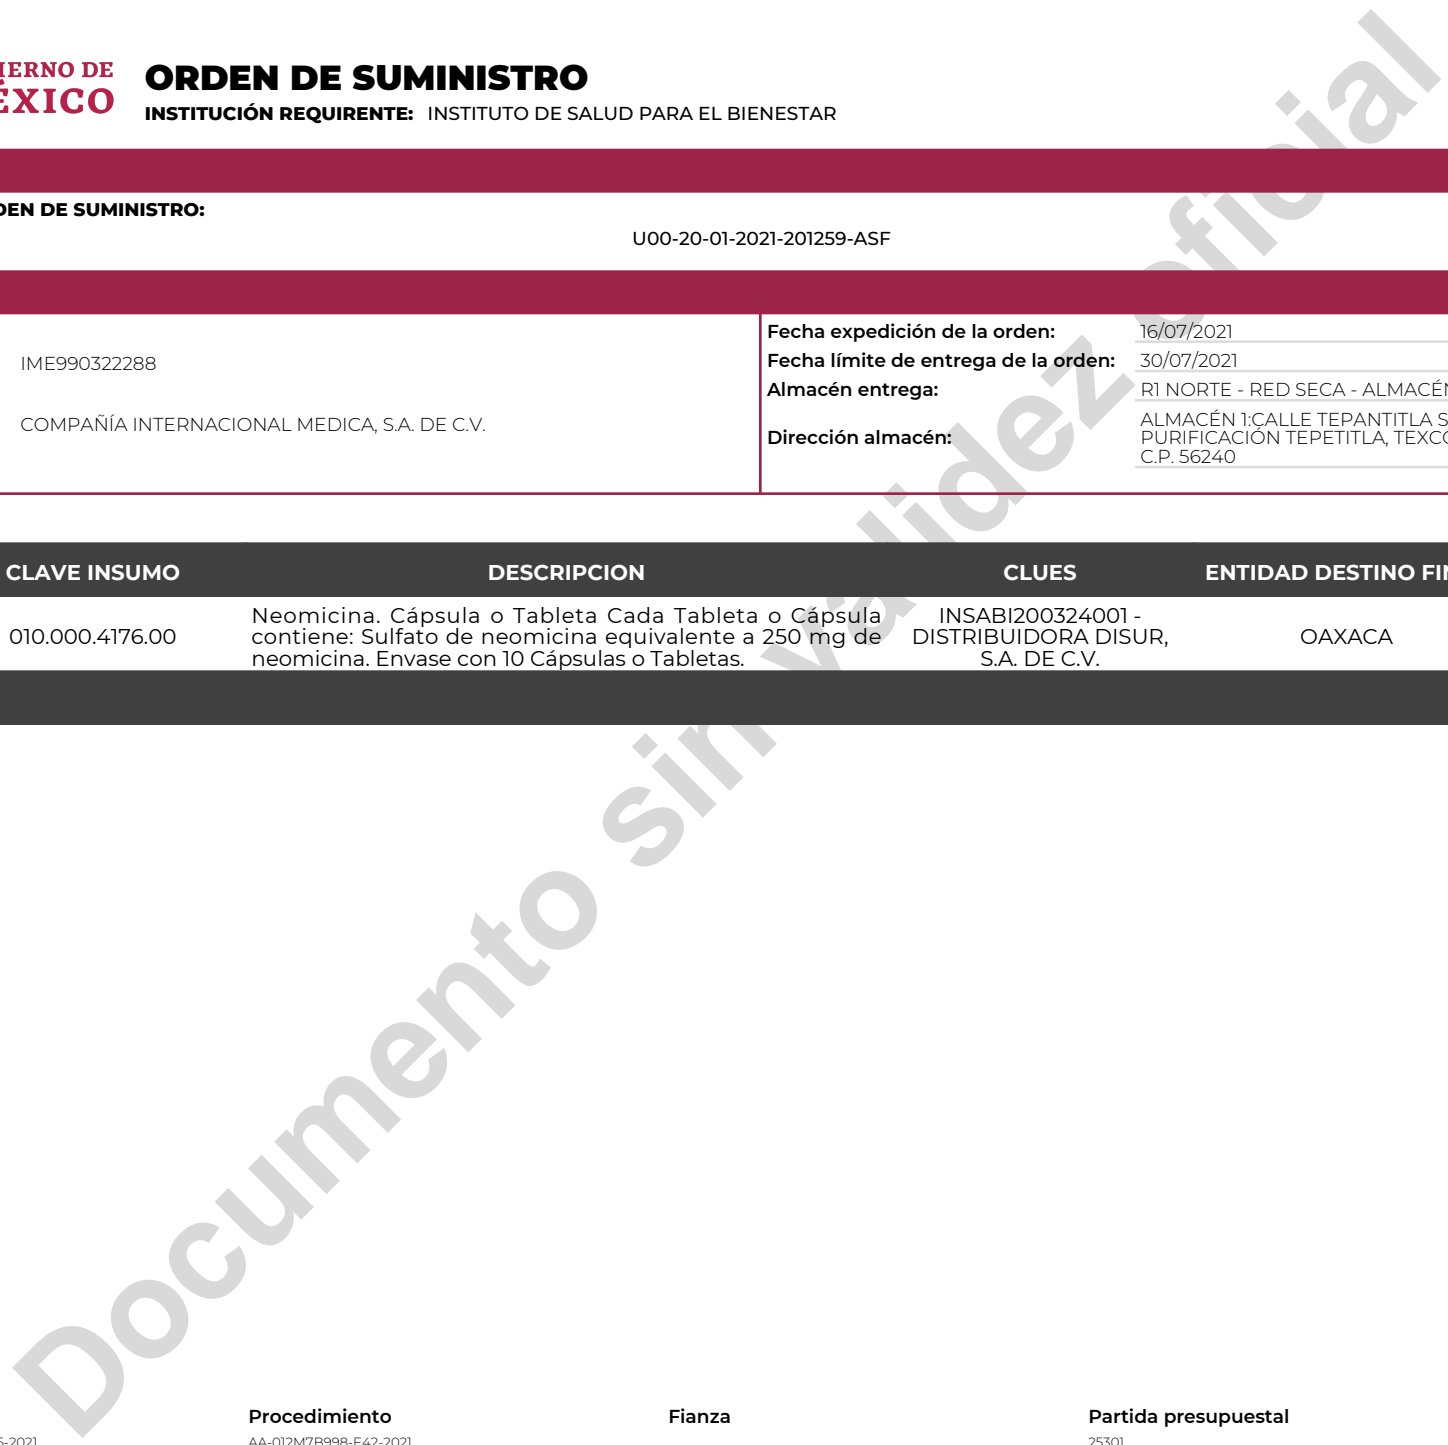 ORDEN DE SUMINISTRO
INSTITUCIÓN REQUIRENTE: INSTITUTO DE SALUD PARA EL BIENESTAR
DE
DE SUMINISTRO:
U00-20-01-2021-201259-ASF
IME990322288
COMPAÑÍA INTERNACIONAL MEDICA, S.A. DE C.V.
Fecha expedición de la orden: 16/07/2021
Fecha límite de entrega de la orden: 30/07/2021
Almacén entrega: R1 NORTE - RED SECA - ALMACÉN
Dirección almacén:
ALMACÉN 1:CALLE TEPANTITLA
PURIFICACIÓN TEPETITLA,
C.P. 56240
CLAVE INSUMO DESCRIPCION CLUES ENTIDAD DESTINO
010.000.4176.00
Neomicina. Cápsula o Tableta Cada Tableta o Cápsula
contiene: Sulfato de neomicina equivalente a 250 mg de
neomicina. Envase con 10 Cápsulas o Tabletas.
INSABI200324001 -
DISTRIBUIDORA DISUR,
S.A. DE C.V.
OAXACA
Documento sin validez oficial
Procedimiento Fianza Partida presupuestal
AA-012M7B998-E42-2021 25301